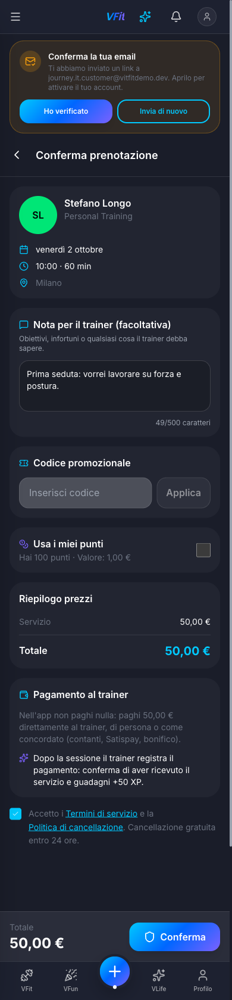 VFit
Conferma la tua email
Ti abbiamo inviato un link a
journey.it.customer@vitfitdemo.dev. Aprilo per
attivare il tuo account.
Ho verificato
Invia di nuovo
Conferma prenotazione
SL
Stefano Longo
Personal Training
venerdì 2 ottobre
10:00 · 60 min
Milano
Nota per il trainer (facoltativa)
Obiettivi, infortuni o qualsiasi cosa il trainer debba
sapere.
Prima seduta: vorrei lavorare su forza e
postura.
49/500 caratteri
Codice promozionale
Inserisci codice
Applica
Usa i miei punti
Hai 100 punti · Valore: 1,00 €
Riepilogo prezzi
Servizio
50,00 €
Totale
50,00 €
Pagamento al trainer
Nell'app non paghi nulla: paghi 50,00 €
direttamente al trainer, di persona o come
concordato (contanti, Satispay, bonifico).
Dopo la sessione il trainer registra il
pagamento: conferma di aver ricevuto il
servizio e guadagni +50 XP.
Accetto i Termini di servizio e la
Politica di cancellazione. Cancellazione gratuita
entro 24 ore.
Totale
50,00 €
Conferma
VFit
VFun
VLife
Profilo